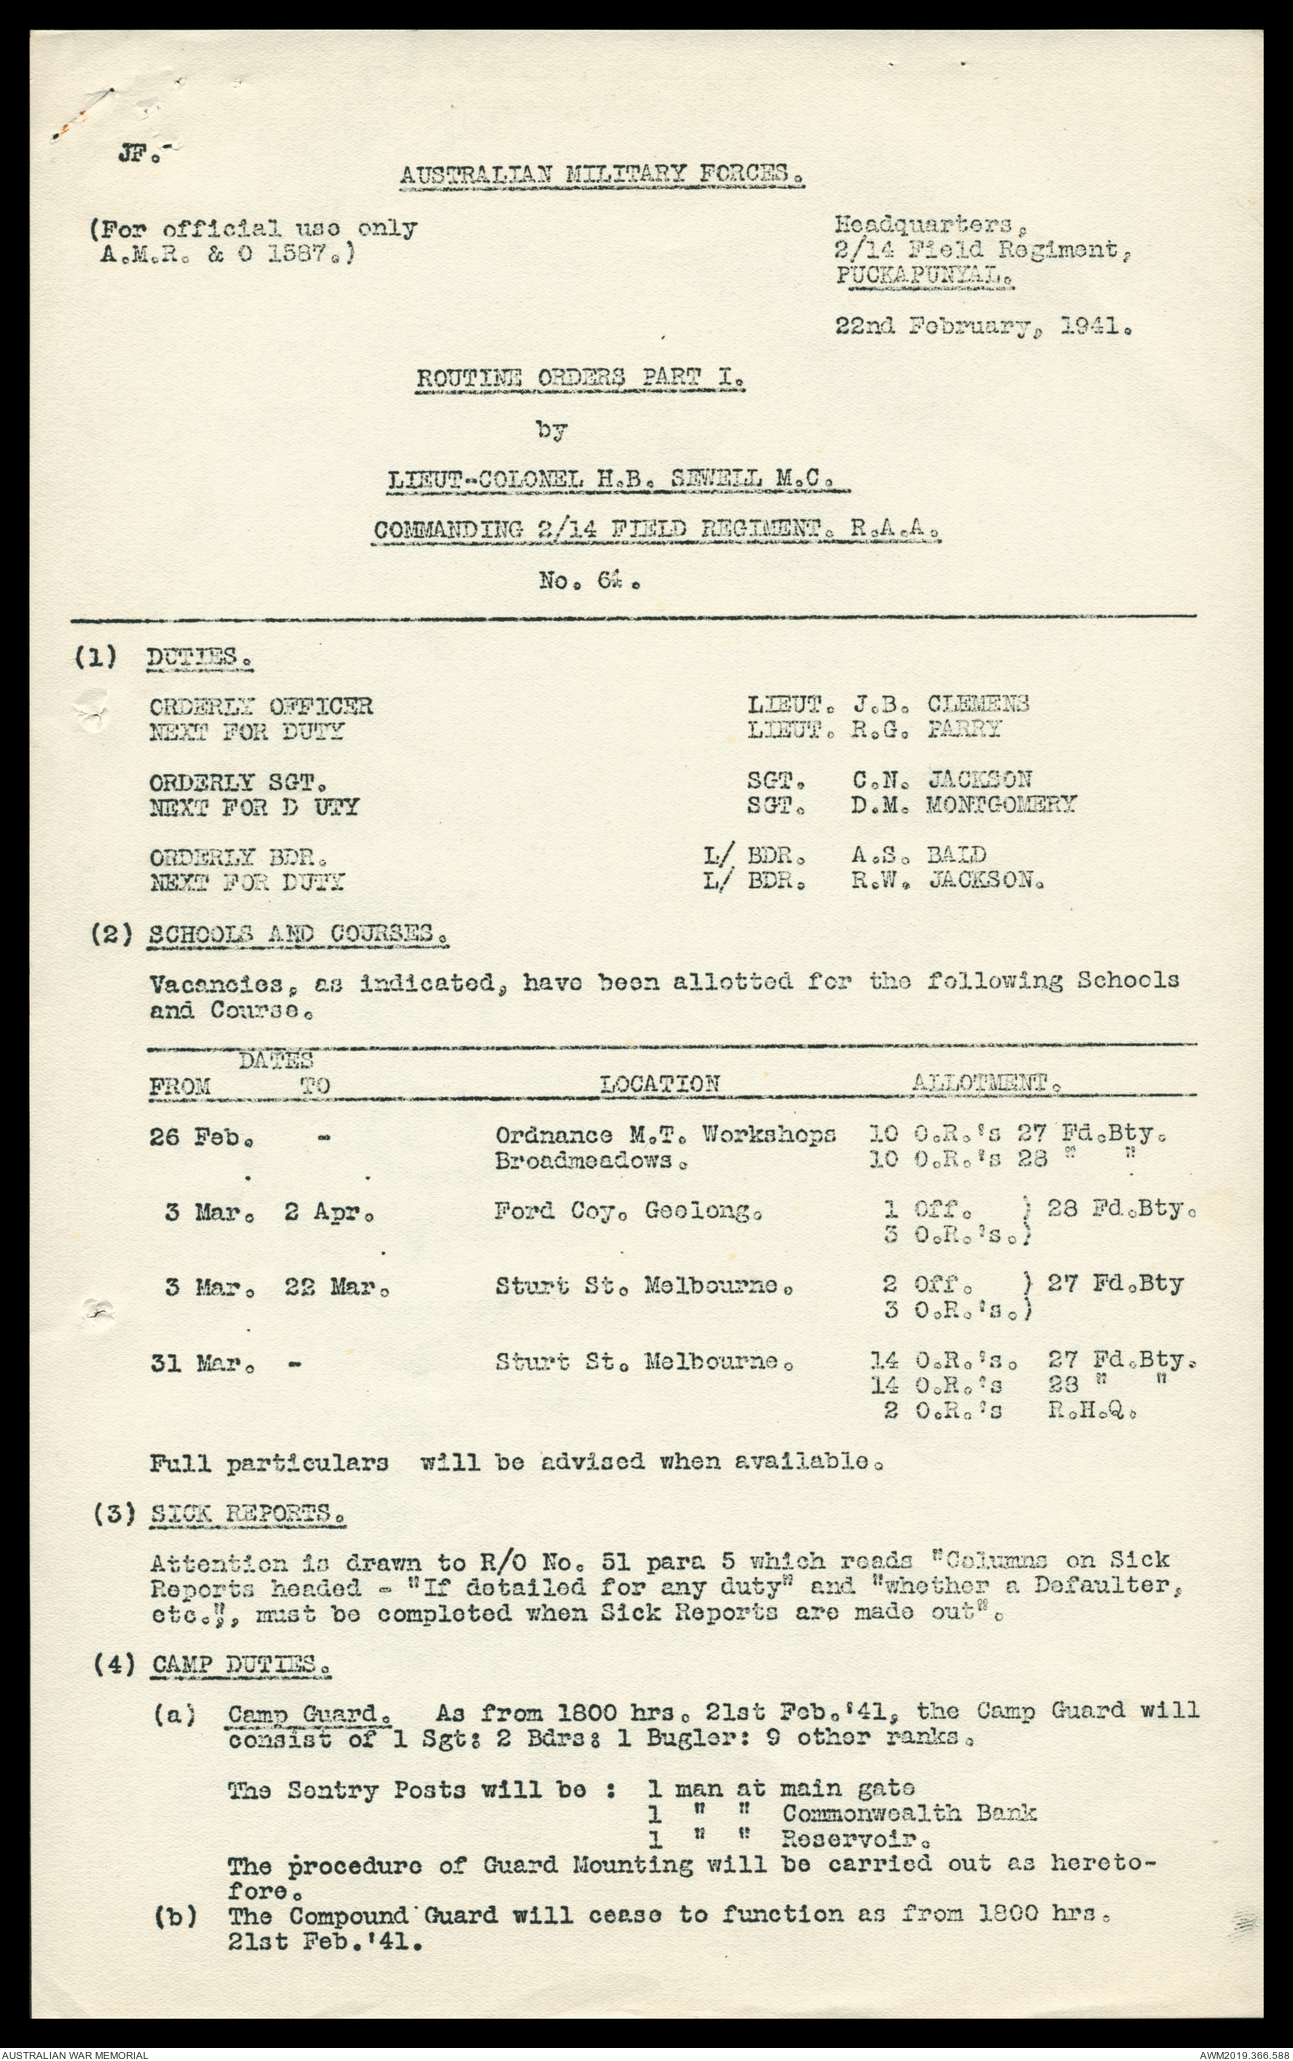 JF.-
AUSTRALIAN MILITARY FORCES.
(For official use only
A.M.R. & O 1587.)
Headquarters,
2/14 Field Regiment,
PUCKAPUNYAL.
22nd February, 1941.
ROUTINE ORDERS PART I.
by
LIEUT-COLONEL H.B. SEWELL M.C.
COMMANDING 2/14 FIELD REGIMENT. R.A.A.
No. 64.
(1) DUTIES.
ORDERLY OFFICER LIEUT. J.B. CLEMENS
NEXT FOR DUTY LIEUT. R.G. PARRY
ORDERLY SGT. SGT. C.N. JACKSON
NEXT FOR D UTY SGT. D.M. MONTGOMERY
ORDERLY BDR. L/ BDR. A.S. BAID
NEXT FOR DUTY L/ BDR. R.W. JACKSON.
(2) SCHOOLS AND COURSES.
Vacancies, as indicated, have been allotted for the following Schools
and Course.
DATES
FROM TO LOCATION ALLOTMENT.
26 Feb. - Ordnance M.T. Workshops 10 O.R.'s 27 Fd.Bty.
Broadmeadows. 10 O.R.'s 28 " "
3 Mar. 2 Apr. Ford Coy. Geelong. 1 Off. ) 28 Fd.Bty.
3 O.R.'s.)
3 Mar. 22 Mar. Sturt St. Melbourne. 2 Off. ) 27 Fd.Bty
3 O.R.'s.)
31 Mar. - Sturt St. Melbourne. 14 O.R.'s. 27 Fd.Bty.
14 O.R.'s 28 " "
2 O.R.'s R.H.Q.
Full particulars will be advised when available.
(3) SICK REPORTS.
Attention is drawn to R/O No. 51 para 5 which reads "Columns on Sick
Reports headed - "If detailed for any duty" and "whether a Defaulter,
etc.", must be completed when Sick Reports are made out".
(4) CAMP DUTIES.
(a) Camp Guard. As from 1800 hrs. 21st Feb.'41, the Camp Guard will
consist of 1 Sgt: 2 Bdrs: 1 Bugler: 9 other ranks.
The Sentry Posts will be : 1 man at main gate
1 " " Commonwealth Bank
1 " " Reservoir.
The procedure of Guard Mounting will be carried out as hereto-
fore.
(b) The Compound Guard will cease to function as from 1800 hrs.
21st Feb.'41.
AUSTRALIAN WAR MEMORIAL
AWM2019.366.588